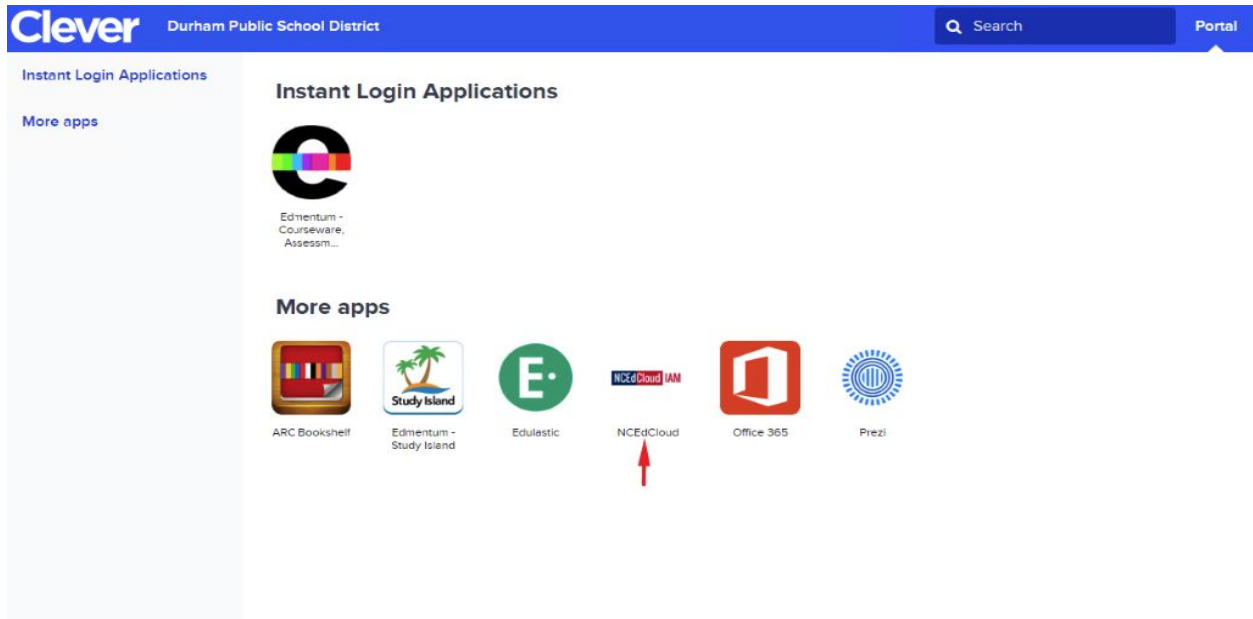 Clever
Durham Public School District
Search
Portal
Instant Login Applications
More apps
Instant Login Applications
Edmentum -
Courseware,
Assessm...
More apps
Study Island
NCEdCloud IAM
ARC Bookshelf
Edmentum -
Study Island
Edulastic
NCEdCloud
Office 365
Prezi